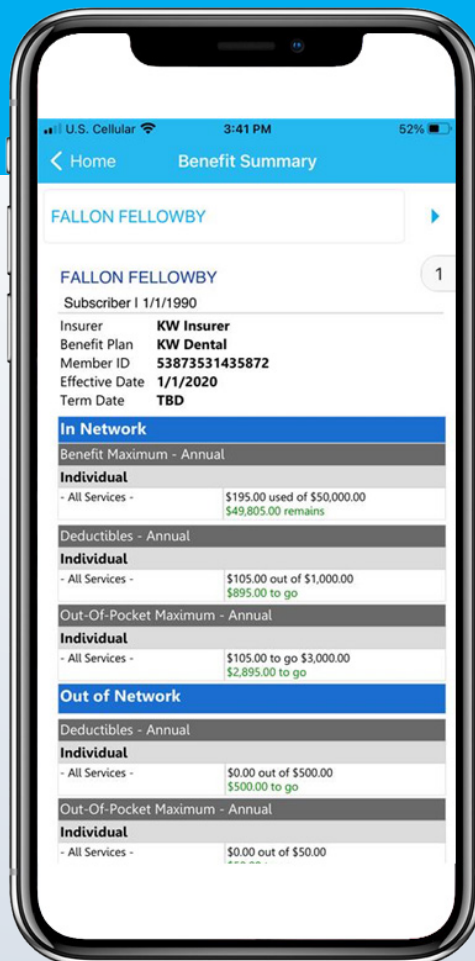 U.S. Cellular 3:41 PM 52%
Home Benefit Summary
FALLON FELLOWBY
1
FALLON FELLOWBY
Subscriber | 1/1/1990
Insurer KW Insurer
Benefit Plan KW Dental
Member ID 53873531435872
Effective Date 1/1/2020
Term Date TBD
In Network
Benefit Maximum - Annual
Individual
- All Services - $195.00 used of $50,000.00
$49,805.00 remains
Deductibles - Annual
Individual
- All Services - $105.00 out of $1,000.00
$895.00 to go
Out-Of-Pocket Maximum - Annual
Individual
- All Services - $105.00 to go $3,000.00
$2,895.00 to go
Out of Network
Deductibles - Annual
Individual
- All Services - $0.00 out of $500.00
$500.00 to go
Out-Of-Pocket Maximum - Annual
Individual
- All Services - $0.00 out of $50.00